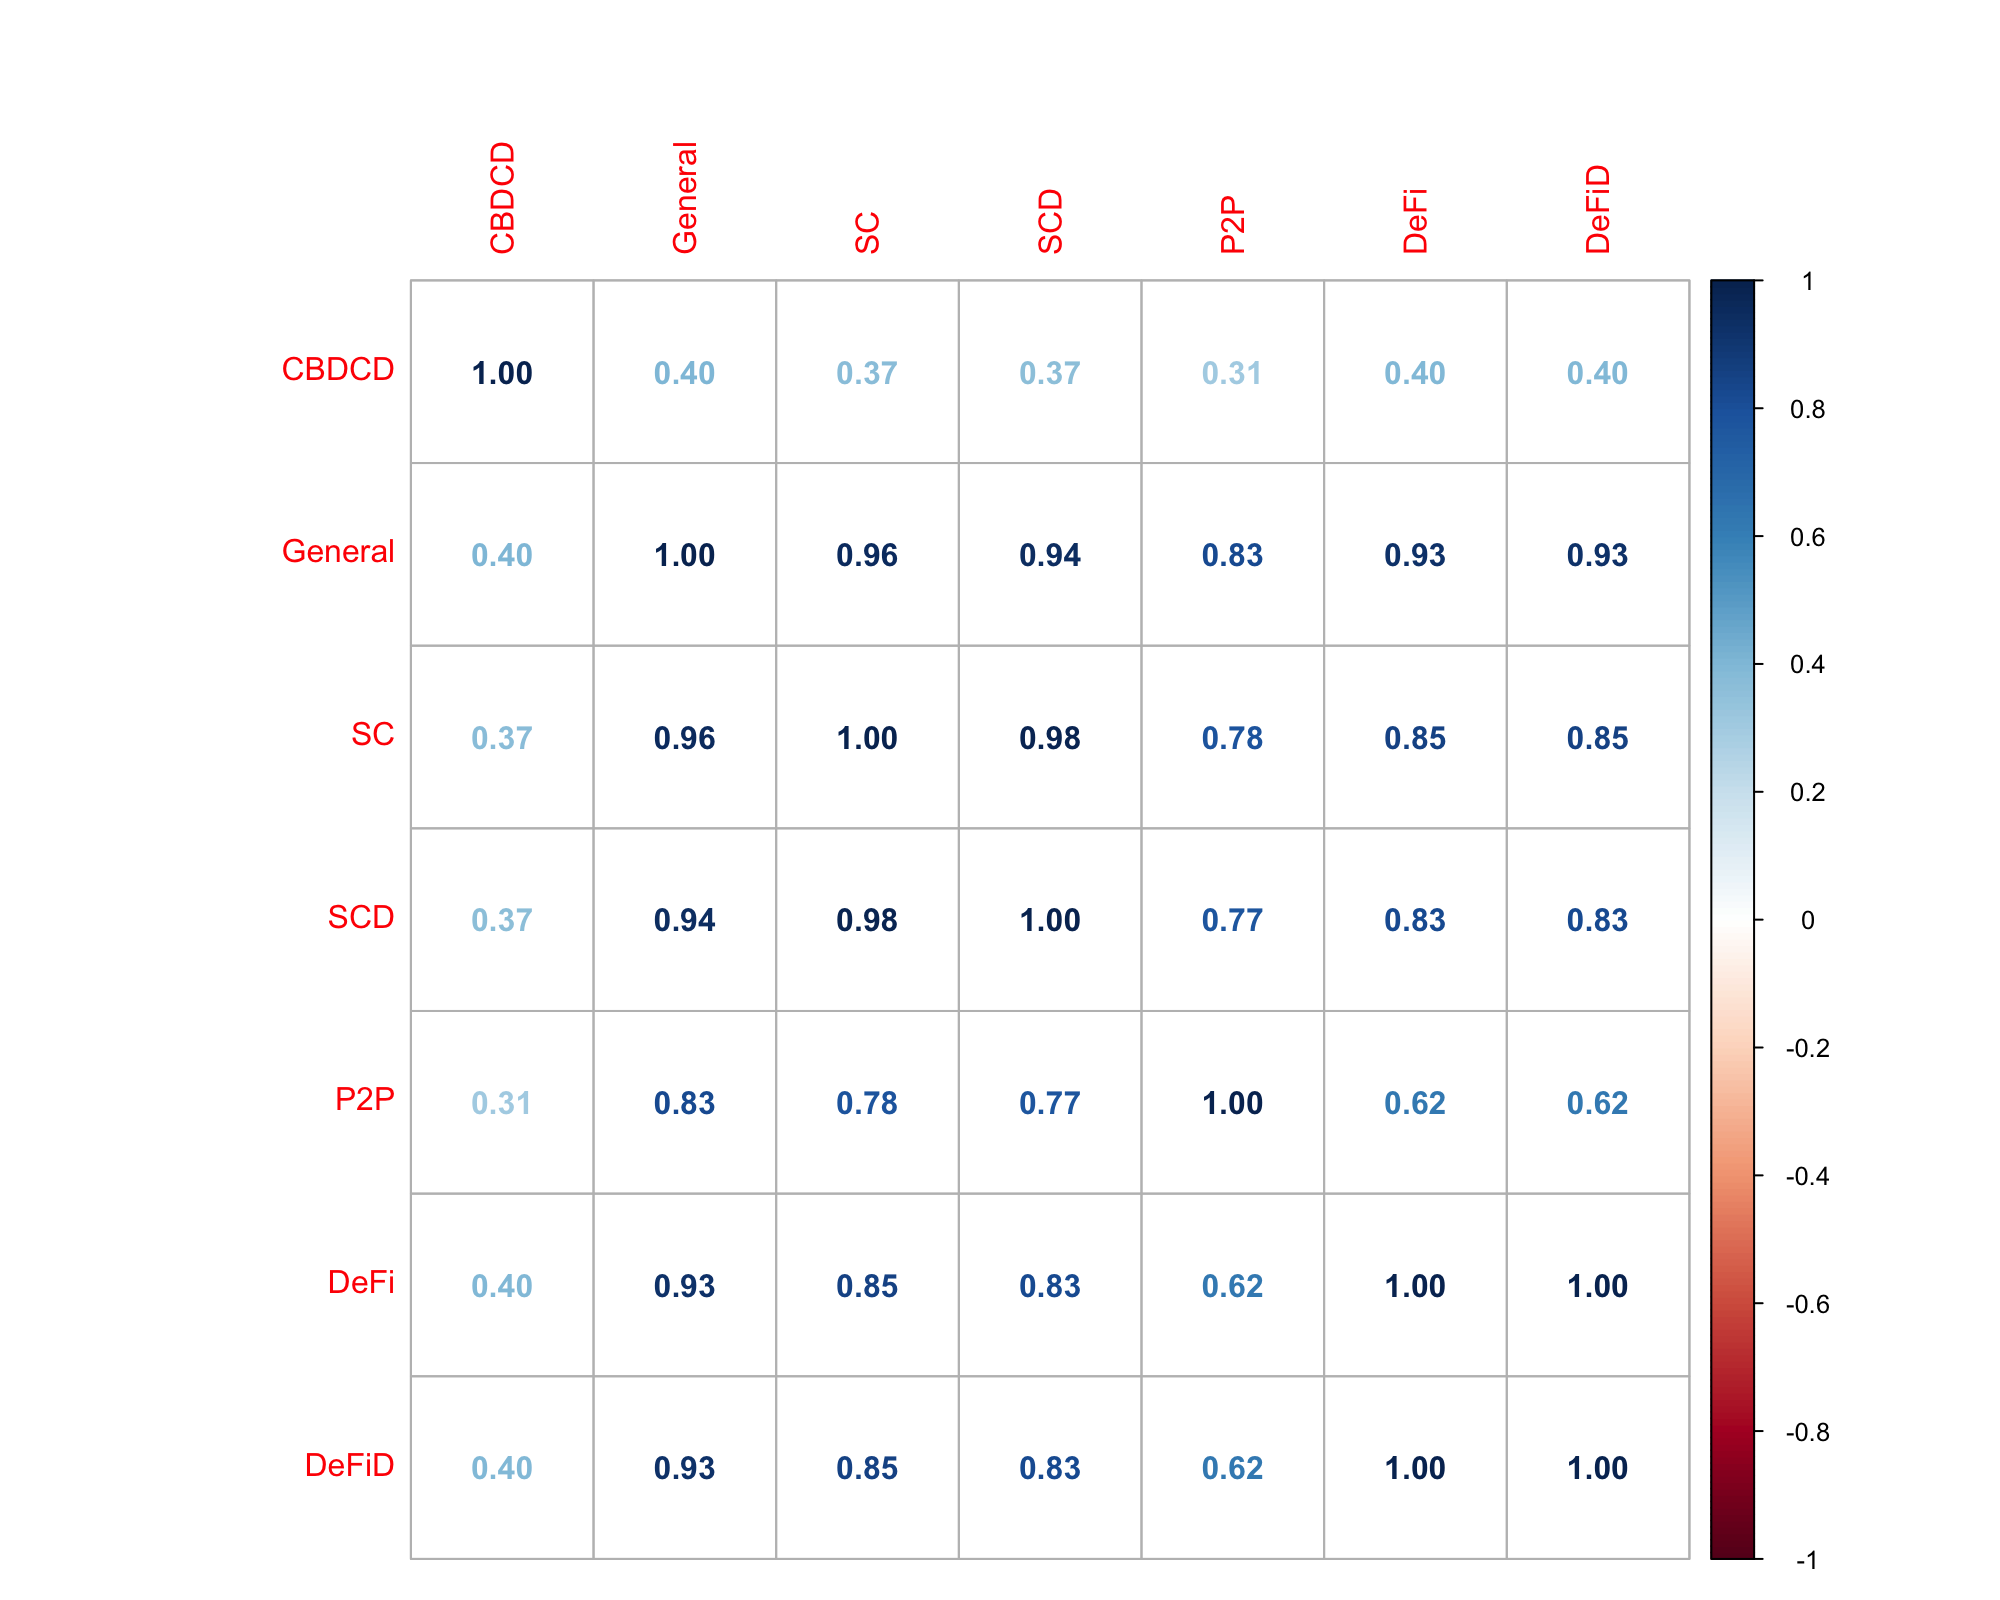 CBDCD General SC SCD P2P DeFi DeFiD
CBDCD 1.00 0.40 0.37 0.37 0.31 0.40 0.40
General 0.40 1.00 0.96 0.94 0.83 0.93 0.93
SC 0.37 0.96 1.00 0.98 0.78 0.85 0.85
SCD 0.37 0.94 0.98 1.00 0.77 0.83 0.83
P2P 0.31 0.83 0.78 0.77 1.00 0.62 0.62
DeFi 0.40 0.93 0.85 0.83 0.62 1.00 1.00
DeFiD 0.40 0.93 0.85 0.83 0.62 1.00 1.00
1
0.8
0.6
0.4
0.2
0
-0.2
-0.4
-0.6
-0.8
-1